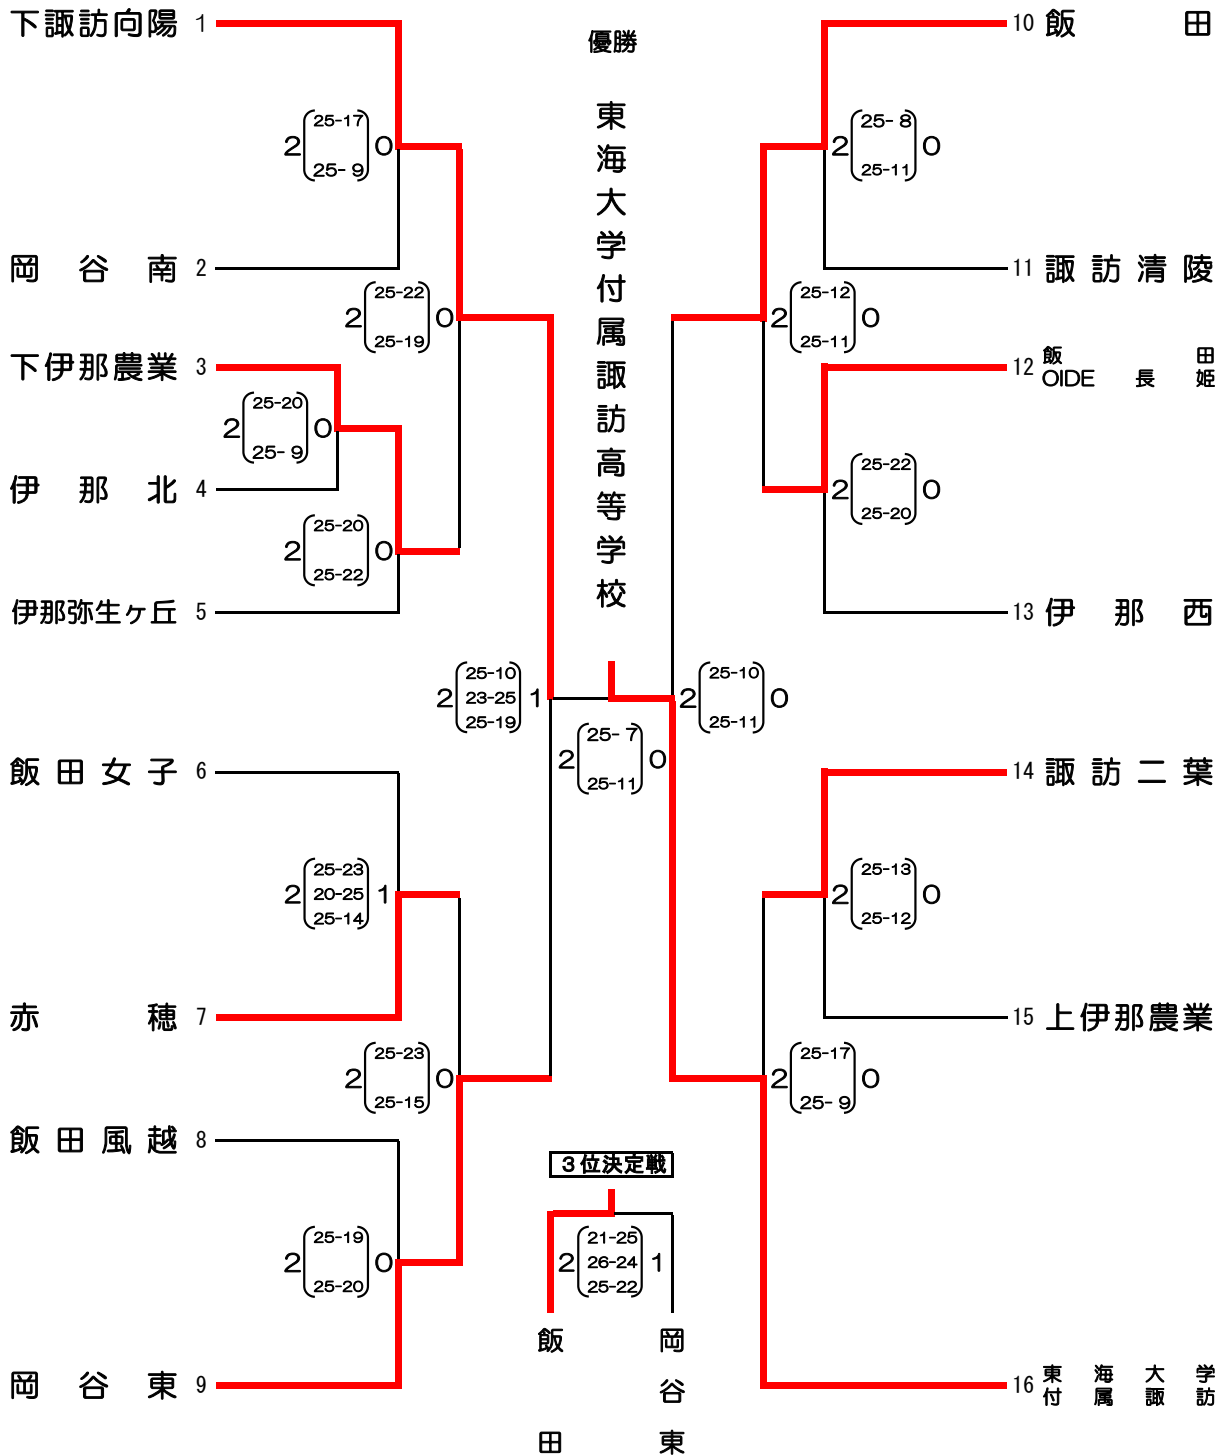 優勝
東海大学付属諏訪高等学校
下諏訪向陽 1
2 25-17 0
25- 9
岡谷南 2
2 25-22 0
25-19
下伊那農業 3
2 25-20 0
25- 9
伊那北 4
2 25-20 0
25-22
伊那弥生ヶ丘 5
2 25-10 1
23-25
25-19
飯田女子 6
2 25-23 1
20-25
25-14
赤穂 7
2 25-23 0
25-15
飯田風越 8
2 25-19 0
25-20
岡谷東 9
2 25- 7 0
25-11
10 飯田
2 25- 8 0
25-11
11 諏訪清陵
2 25-12 0
25-11
12 飯田
OIDE 長姫
2 25-22 0
25-20
13 伊那西
2 25-10 0
25-11
14 諏訪二葉
2 25-13 0
25-12
15 上伊那農業
2 25-17 0
25- 9
16 東海大学
付属諏訪
3位決定戦
2 21-25 1
26-24
25-22
飯田
岡谷東